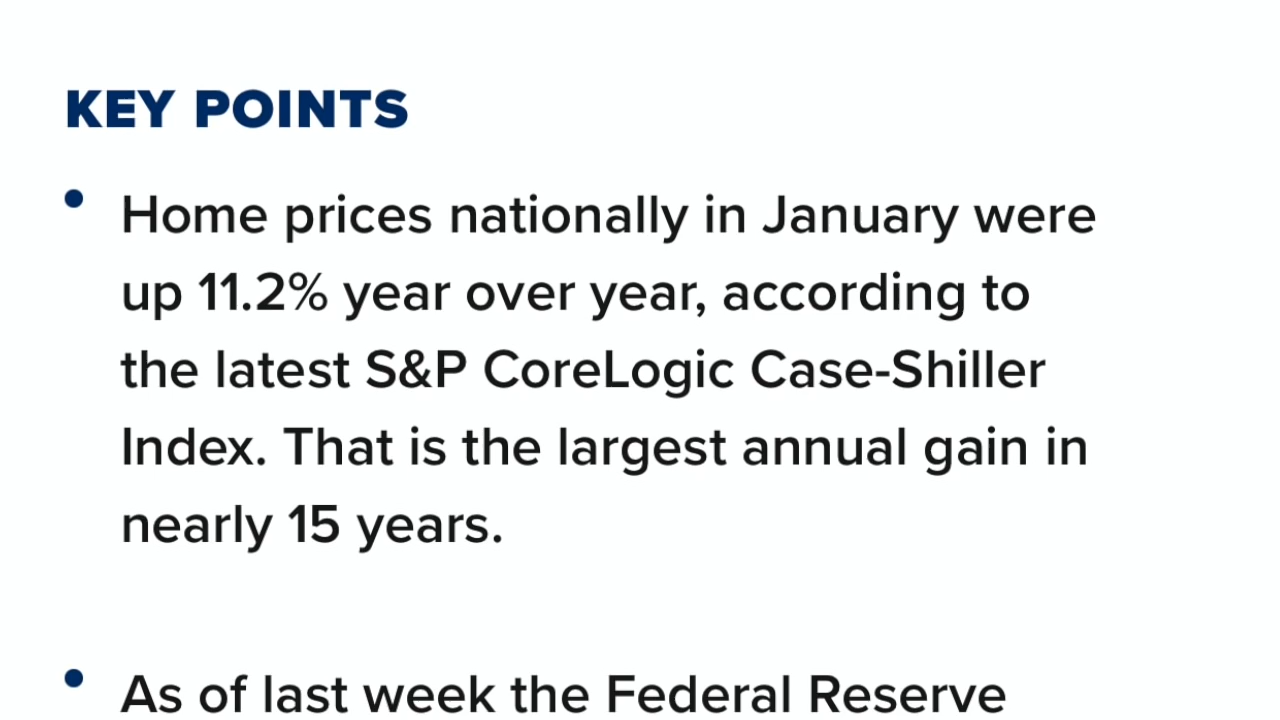 KEY POINTS
• Home prices nationally in January were
up 11.2% year over year, according to
the latest S&P CoreLogic Case-Shiller
Index. That is the largest annual gain in
nearly 15 years.
• As of last week the Federal Reserve